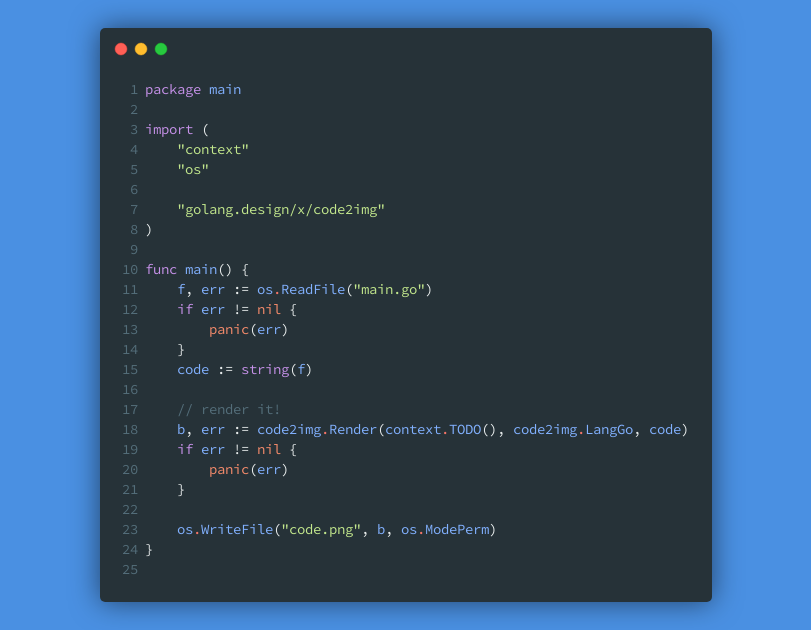 1 package main
2
3 import (
4     "context"
5     "os"
6
7     "golang.design/x/code2img"
8 )
9
10 func main() {
11     f, err := os.ReadFile("main.go")
12     if err != nil {
13         panic(err)
14     }
15     code := string(f)
16
17     // render it!
18     b, err := code2img.Render(context.TODO(), code2img.LangGo, code)
19     if err != nil {
20         panic(err)
21     }
22
23     os.WriteFile("code.png", b, os.ModePerm)
24 }
25